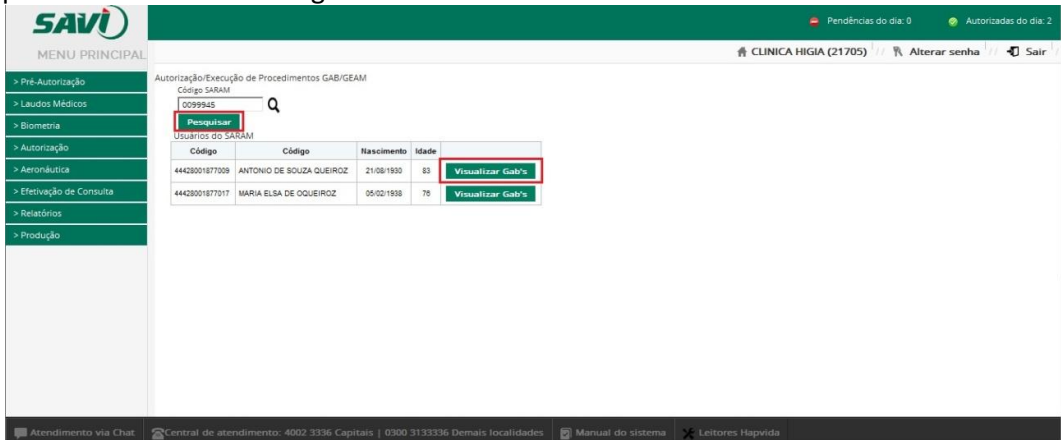 SAVI
Pendências do dia: 0 Autorizadas do dia: 2
MENU PRINCIPAL
CLINICA HIGIA (21705) // Alterar senha // Sair
> Pré-Autorização
> Laudos Médicos
> Biometria
> Autorização
> Aeronáutica
> Efetivação de Consulta
> Relatórios
> Produção
Autorização/Execução de Procedimentos GAB/GEAM
Código SARAM
0099945
Pesquisar
Usuários do SARAM
Código Código Nascimento Idade
44428001877009 ANTONIO DE SOUZA QUEIROZ 21/08/1930 83 Visualizar Gab's
44428001877017 MARIA ELSA DE OQUEIROZ 05/02/1938 76 Visualizar Gab's
Atendimento via Chat Central de atendimento: 4002 3336 Capitais | 0300 3133336 Demais localidades Manual do sistema Leitores Hapvida